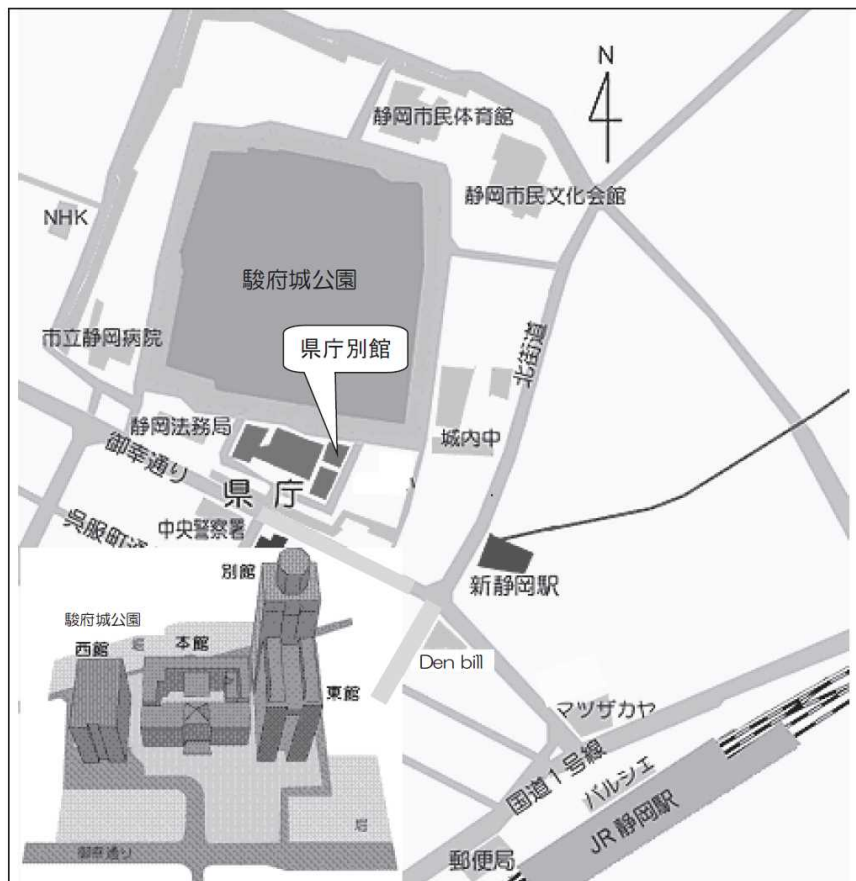 N
静岡市民体育館
静岡市民文化会館
NHK
駿府城公園
北街道
市立静岡病院
県庁別館
静岡法務局
城内中
御幸通り
県庁
中央警察署
呉服町通
新静岡駅
別館
駿府城公園
堀
本館
西館
東館
Den bill
マツザカヤ
国道1号線
パルシェ
JR静岡駅
堀
御幸通り
郵便局